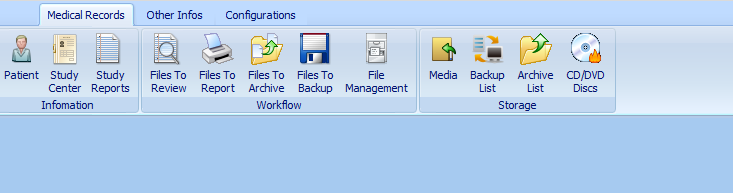 Medical Records Other Infos Configurations
Patient Study Center Study Reports Files To Review Files To Report Files To Archive Files To Backup File Management Media Backup List Archive List CD/DVD Discs
Infomation Workflow Storage